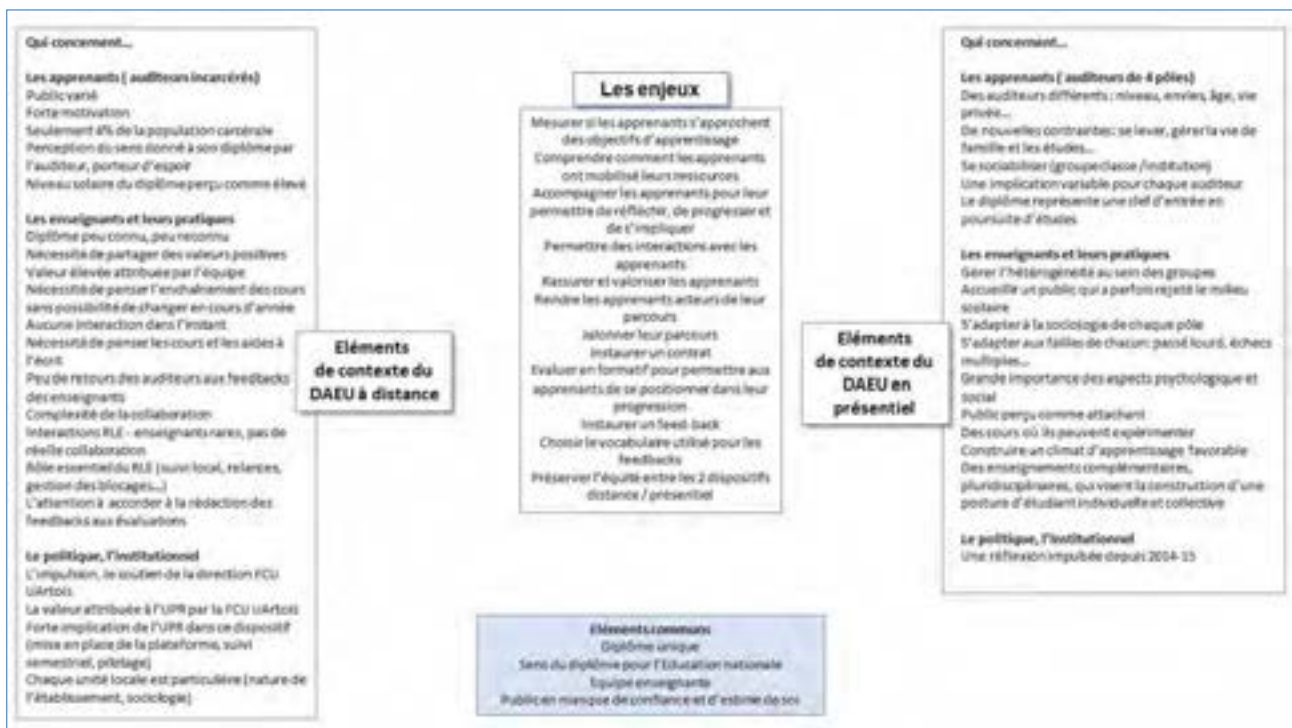 Qui concernent...
Les apprenants ( auditeurs incarcérés)
Public varié
Forte motivation
Seulement 4% de la population carcérale
Perception du sens donné à son diplôme par
l'auditeur, porteur d'espoir
Niveau solaire du diplôme perçu comme élevé
Les enseignants et leurs pratiques
Diplôme peu connu, peu reconnu
Nécessité de partager des valeurs positives
Valeur élevée attribuée par l'équipe
Nécessité de penser l'enchaînement des cours
sans possibilité de changer en cours d'année
Aucune interaction dans l'instant
Nécessité de penser les cours et les aides à
l'écrit
Peu de retours des auditeurs aux feedbacks
des enseignants
Complexité de la collaboration
Interactions RLE - enseignants rares, pas de
réelle collaboration
Rôle essentiel du RLE (suivi local, relances,
gestion des blocages...)
L'attention à accorder à la rédaction des
feedbacks aux évaluations
Le politique, l'institutionnel
L'impulsion, le soutien de la direction FCU
UArtois
La valeur attribuée à l'UPR par la FCU UArtois
Forte implication de l'UPR dans ce dispositif
(mise en place de la plateforme, suivi
semestriel, pilotage)
Chaque unité locale est particulière (nature de
l'établissement, sociologie)
Eléments
de contexte du
DAEU à distance
Les enjeux
Mesurer si les apprenants s'approchent
des objectifs d'apprentissage
Comprendre comment les apprenants
ont mobilisé leurs ressources
Accompagner les apprenants pour leur
permettre de réfléchir, de progresser et
de s'impliquer
Permettre des interactions avec les
apprenants
Rassurer et valoriser les apprenants
Rendre les apprenants acteurs de leur
parcours
Jalonner leur parcours
Instaurer un contrat
Evaluer en formatif pour permettre aux
apprenants de se positionner dans leur
progression
Instaurer un feed-back
Choisir le vocabulaire utilisé pour les
feedbacks
Préserver l'équité entre les 2 dispositifs
distance / présentiel
Eléments communs
Diplôme unique
Sens du diplôme pour l'Education nationale
Equipe enseignante
Public en manque de confiance et d'estime de soi
Eléments
de contexte du
DAEU en
présentiel
Qui concernent...
Les apprenants ( auditeurs de 4 pôles)
Des auditeurs différents : niveau, envies, âge, vie
privée...
De nouvelles contraintes: se lever, gérer la vie de
famille et les études...
Se sociabiliser (groupe classe / institution)
Une implication variable pour chaque auditeur
Le diplôme représente une clef d'entrée en
poursuite d'études
Les enseignants et leurs pratiques
Gérer l'hétérogénéité au sein des groupes
Accueillir un public qui a parfois rejeté le milieu
scolaire
S'adapter à la sociologie de chaque pôle
S'adapter aux failles de chacun: passé lourd, échecs
multiples...
Grande importance des aspects psychologique et
social
Public perçu comme attachant
Des cours où ils peuvent expérimenter
Construire un climat d'apprentissage favorable
Des enseignements complémentaires,
pluridisciplinaires, qui visent la construction d'une
posture d'étudiant individuelle et collective
Le politique, l'institutionnel
Une réflexion impulsée depuis 2014-15